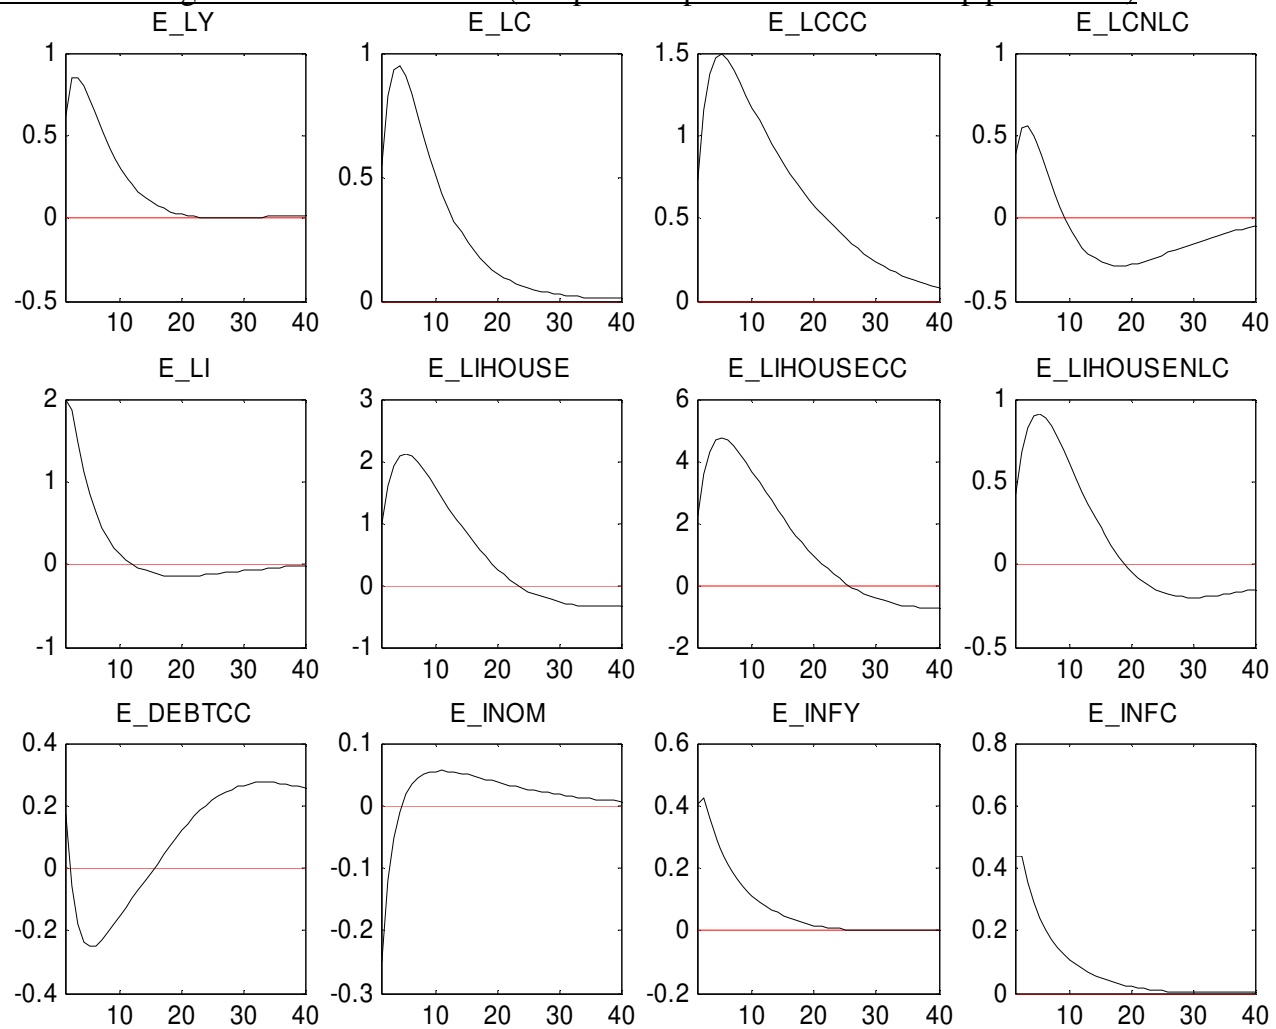 E_LY E_LC E_LCCC E_LCNLC
1 1 1.5 1
0.5 0.5 1 0.5
0 0.5 0
-0.5 0 0 -0.5
10 20 30 40 10 20 30 40 10 20 30 40 10 20 30 40
E_LI E_LIHOUSE E_LIHOUSECC E_LIHOUSENLC
2 3 6 1
1 2 4 0.5
0 1 2 0
0 0
-1 -1 -2 -0.5
10 20 30 40 10 20 30 40 10 20 30 40 10 20 30 40
E_DEBTCC E_INOM E_INFY E_INFC
0.4 0.1 0.6 0.8
0.2 0 0.4 0.6
0 -0.1 0.2 0.4
-0.2 -0.2 0 0.2
-0.4 -0.3 -0.2 0
10 20 30 40 10 20 30 40 10 20 30 40 10 20 30 40